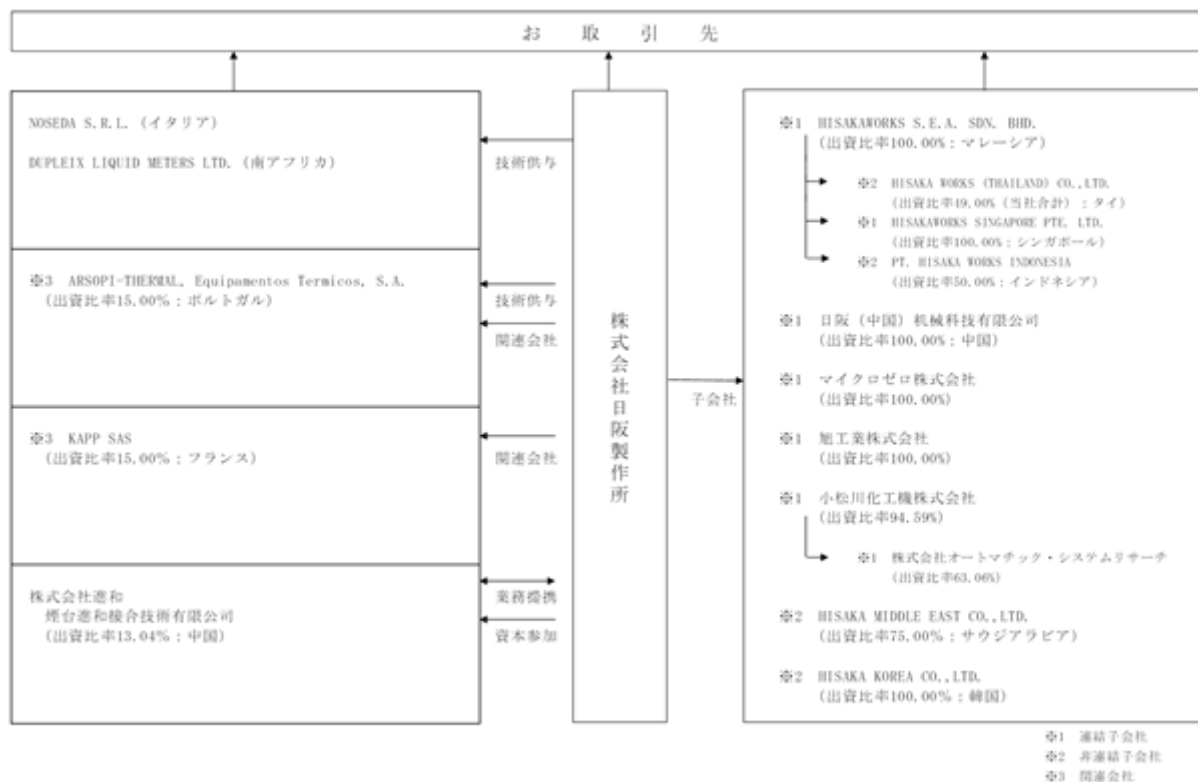 お取引先
NOSEDA S.R.L. (イタリア)
DUPLEIX LIQUID METERS LTD. (南アフリカ)
技術供与
※3 ARSOPI-THERMAL, Equipamentos Termicos, S.A.
(出資比率15.00%：ポルトガル)
技術供与
関連会社
※3 KAPP SAS
(出資比率15.00%：フランス)
関連会社
株式会社進和
煙台進和接合技術有限公司
(出資比率13.04%：中国)
業務提携
資本参加
株式会社日阪製作所
子会社
※1 HISAKAWORKS S.E.A. SDN. BHD.
(出資比率100.00%：マレーシア)
※2 HISAKA WORKS (THAILAND) CO.,LTD.
(出資比率49.00% (当社合計) ：タイ)
※1 HISAKAWORKS SINGAPORE PTE. LTD.
(出資比率100.00%：シンガポール)
※2 PT. HISAKA WORKS INDONESIA
(出資比率50.00%：インドネシア)
※1 日阪（中国）机械科技有限公司
(出資比率100.00%：中国)
※1 マイクロゼロ株式会社
(出資比率100.00%)
※1 旭工業株式会社
(出資比率100.00%)
※1 小松川化工機株式会社
(出資比率94.59%)
※1 株式会社オートマチック・システムリサーチ
(出資比率63.06%)
※2 HISAKA MIDDLE EAST CO.,LTD.
(出資比率75.00%：サウジアラビア)
※2 HISAKA KOREA CO.,LTD.
(出資比率100.00%：韓国)
※1 連結子会社
※2 非連結子会社
※3 関連会社